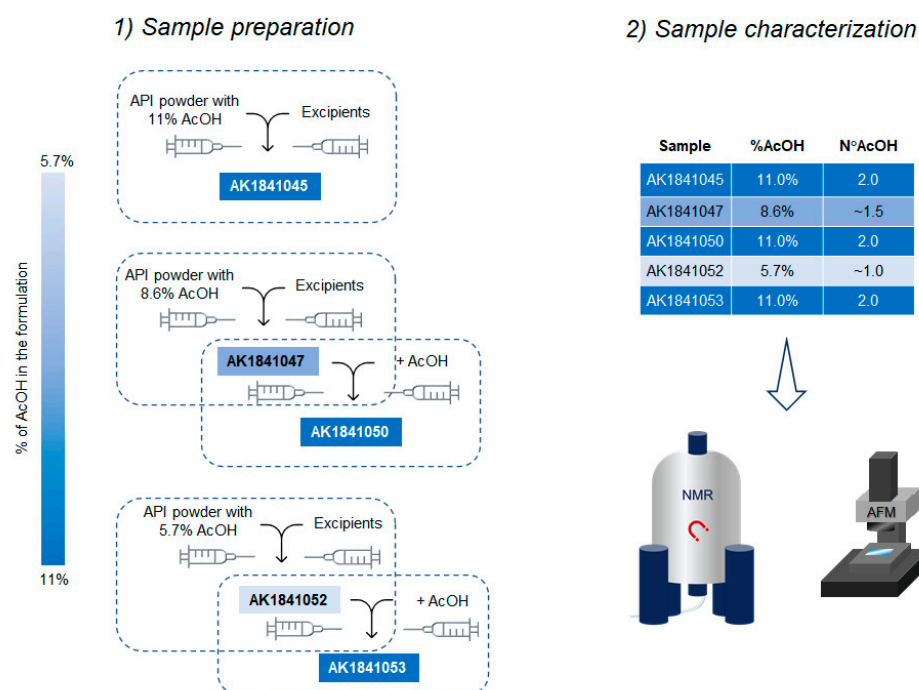 1) Sample preparation
API powder with
11% AcOH
Excipients
AK1841045
5.7%
% of AcOH in the formulation
11%
API powder with
8.6% AcOH
Excipients
AK1841047
+ AcOH
AK1841050
API powder with
5.7% AcOH
Excipients
AK1841052
+ AcOH
AK1841053
2) Sample characterization
Sample %AcOH N°AcOH
AK1841045 11.0% 2.0
AK1841047 8.6% ~1.5
AK1841050 11.0% 2.0
AK1841052 5.7% ~1.0
AK1841053 11.0% 2.0
NMR
AFM